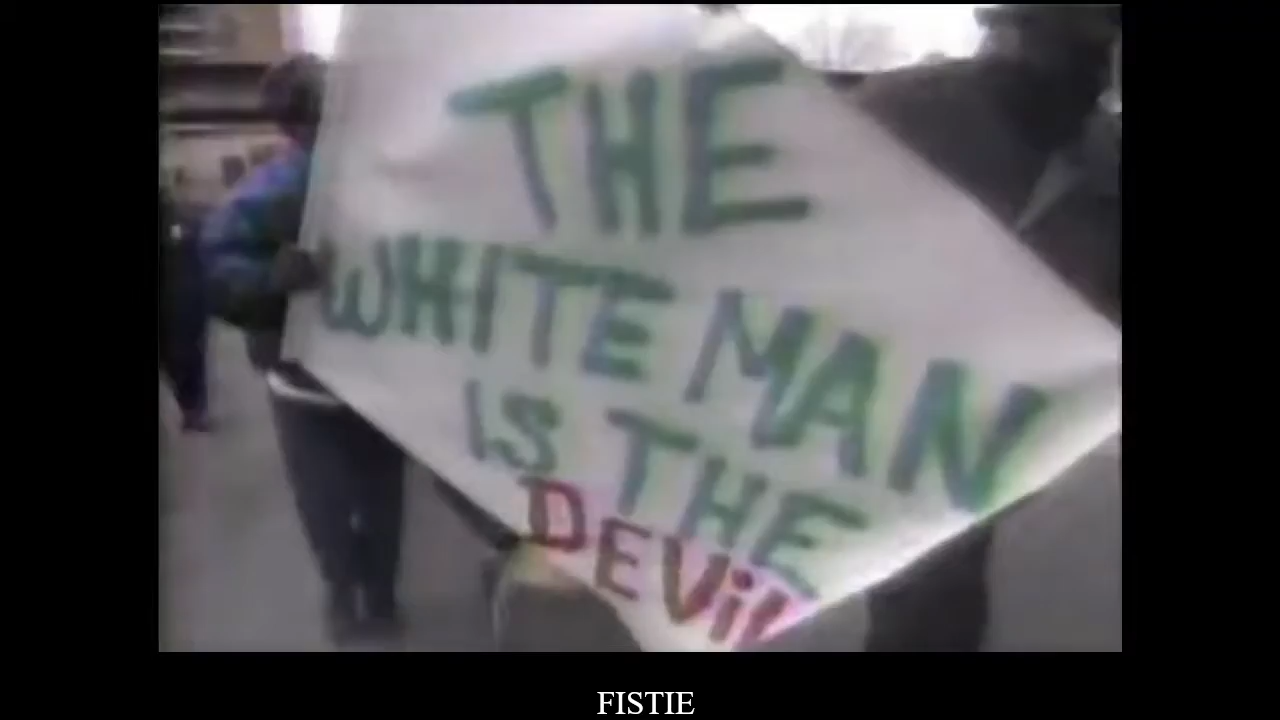 THE
WHITE MAN
IS THE
DEViL
FISTIE